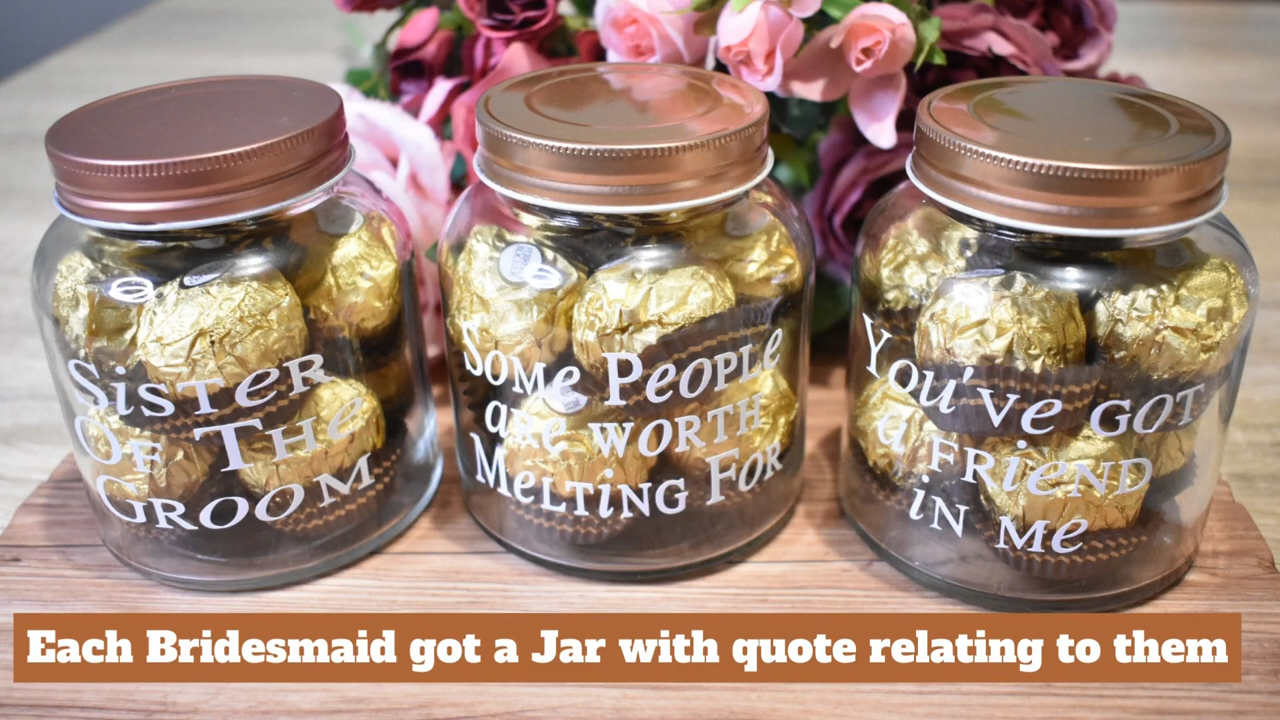 Sister
Of The
Groom
Some People
are worth
Melting For
You've got
a Friend
in Me
Each Bridesmaid got a Jar with quote relating to them